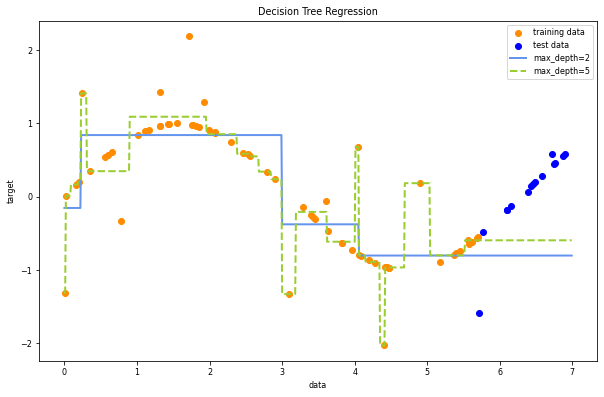 Decision Tree Regression
training data
test data
max_depth=2
max_depth=5
target
2
1
0
−1
−2
0 1 2 3 4 5 6 7
data